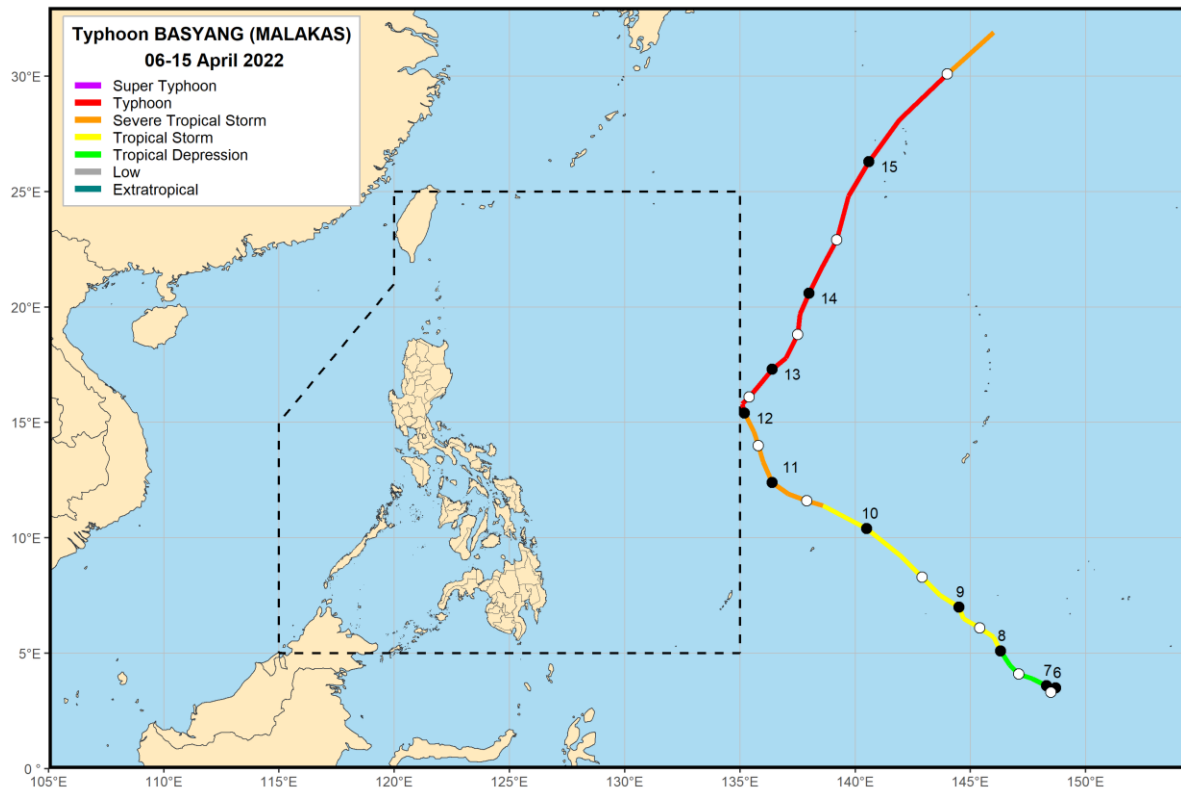 Typhoon BASYANG (MALAKAS)
06-15 April 2022
Super Typhoon
Typhoon
Severe Tropical Storm
Tropical Storm
Tropical Depression
Low
Extratropical
30°E
25°E
20°E
15°E
10°E
5°E
0°
15
14
13
12
11
10
9
8
7
6
105°E
110°E
115°E
120°E
125°E
130°E
135°E
140°E
145°E
150°E